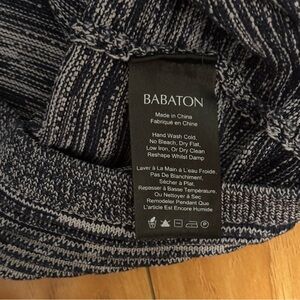 BABATON
Made in China
Fabriqué en Chine
Hand Wash Cold,
No Bleach, Dry Flat,
Low Iron, Or Dry Clean
Reshape Whilst Damp
Laver à La Main à L'eau Froide.
Pas De Blanchiment,
Sécher à Plat.
Repasser à Basse Température.
Ou Nettoyer à Sec
Remodeler Pendant Que
L'article Est Encore Humide